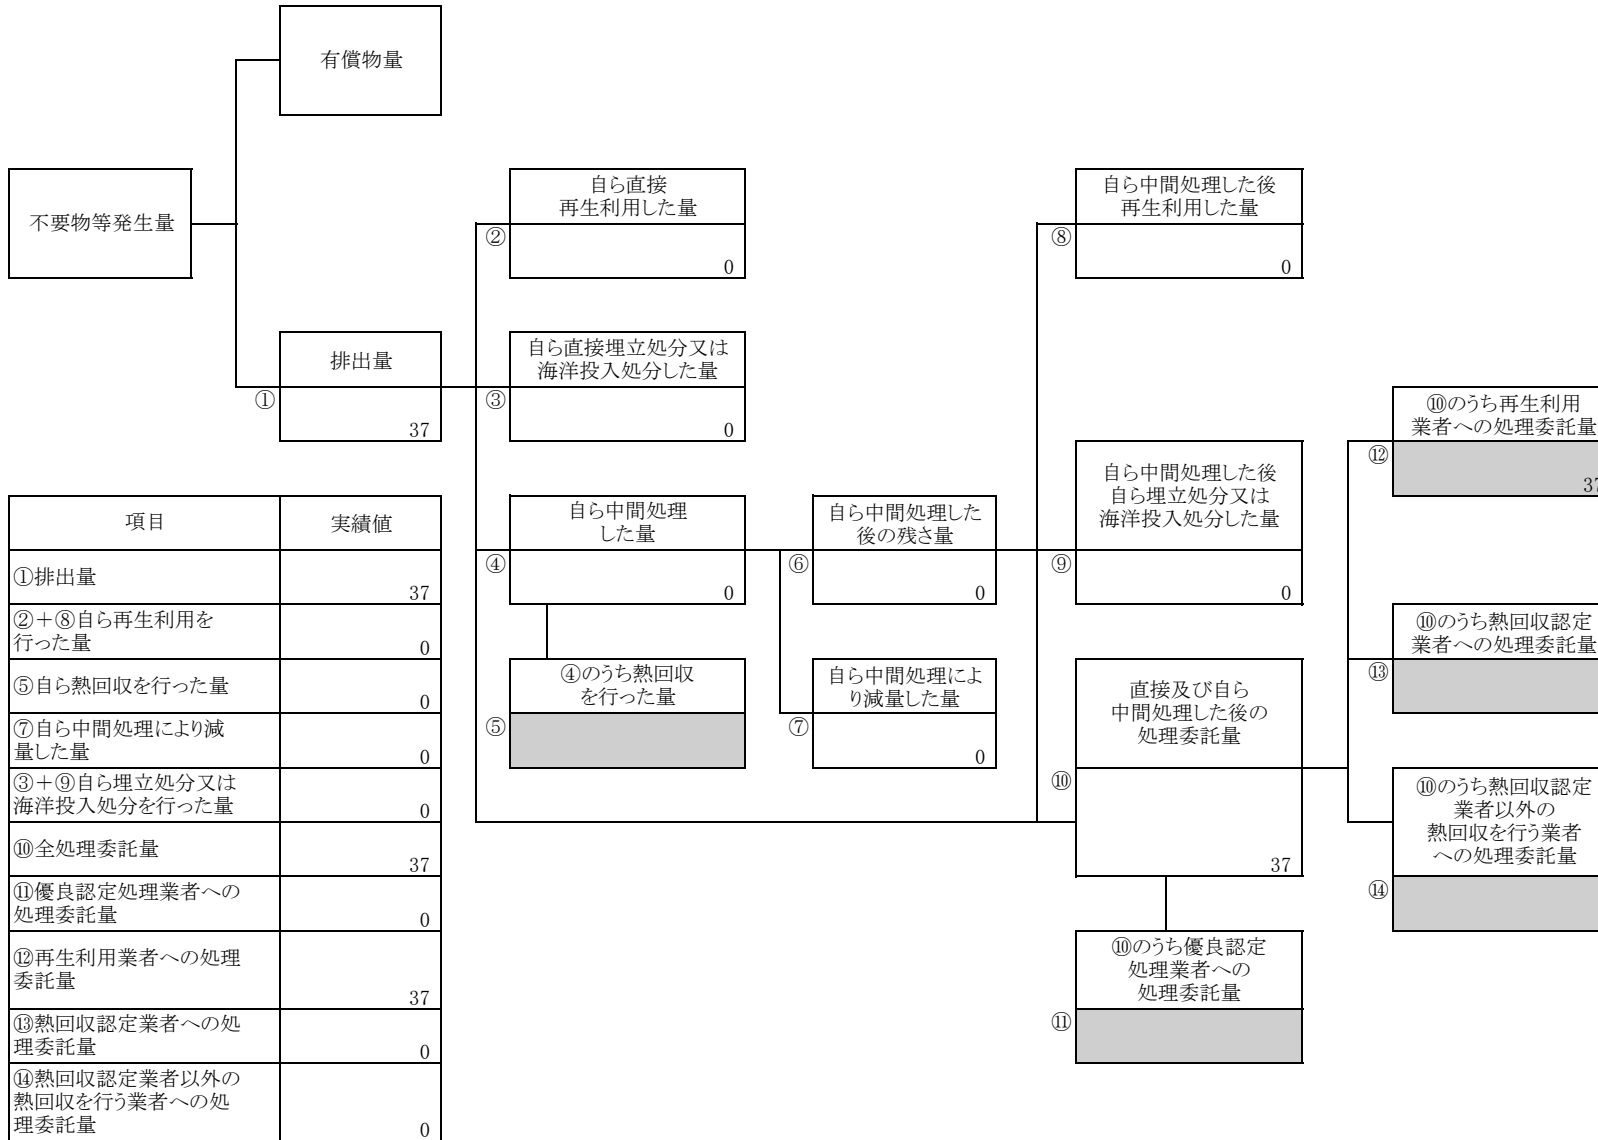 有償物量
不要物等発生量
自ら直接
再生利用した量
②
0
自ら中間処理した後
再生利用した量
⑧
0
排出量
①
37
自ら直接埋立処分又は
海洋投入処分した量
③
0
⑩のうち再生利用
業者への処理委託量
⑫
37
自ら中間処理
した量
④
0
自ら中間処理した
後の残さ量
⑥
0
自ら中間処理した後
自ら埋立処分又は
海洋投入処分した量
⑨
0
⑩のうち熱回収認定
業者への処理委託量
⑬
④のうち熱回収
を行った量
⑤
自ら中間処理によ
り減量した量
⑦
0
直接及び自ら
中間処理した後の
処理委託量
⑩
37
⑩のうち熱回収認定
業者以外の
熱回収を行う業者
への処理委託量
⑭
⑩のうち優良認定
処理業者への
処理委託量
⑪
項目 実績値
①排出量
37
②+⑧自ら再生利用を
行った量
0
⑤自ら熱回収を行った量
0
⑦自ら中間処理により減
量した量
0
③+⑨自ら埋立処分又は
海洋投入処分を行った量
0
⑩全処理委託量
37
⑪優良認定処理業者への
処理委託量
0
⑫再生利用業者への処理
委託量
37
⑬熱回収認定業者への処
理委託量
0
⑭熱回収認定業者以外の
熱回収を行う業者への処
理委託量
0